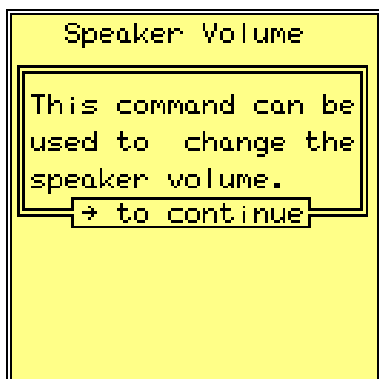 Speaker Volume
This command can be
used to  change the
speaker volume.
→ to continue